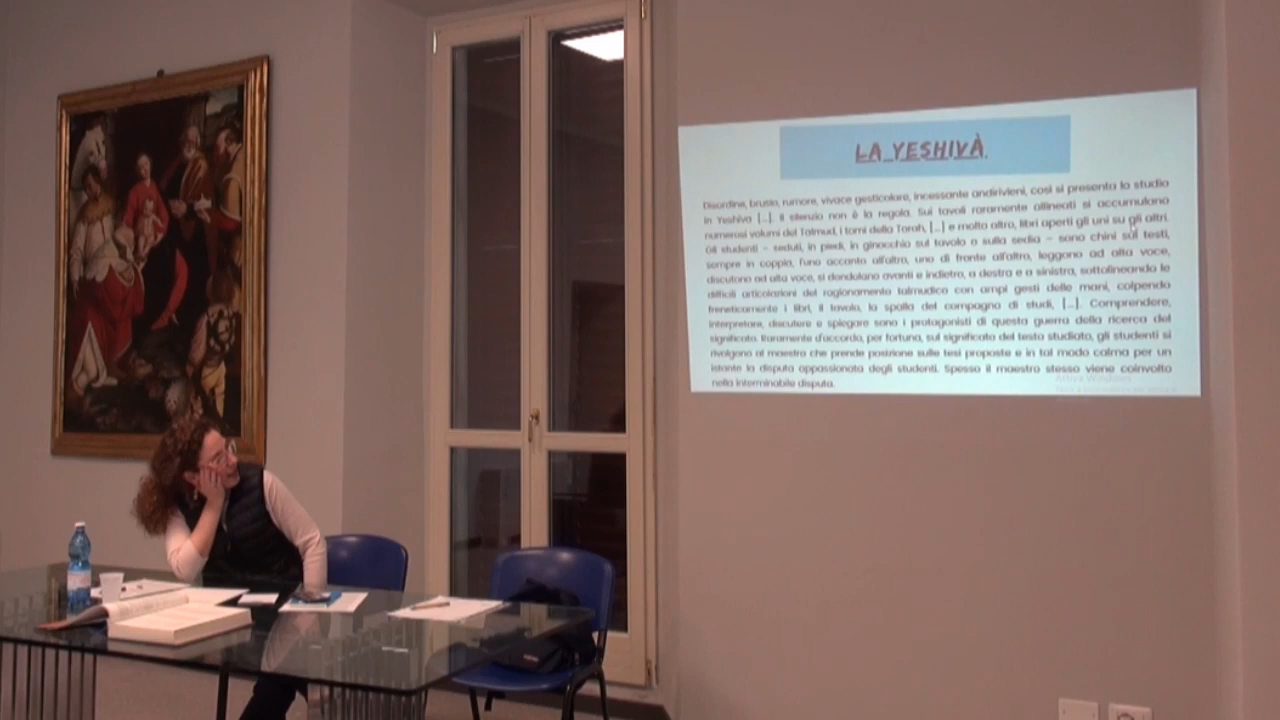 LA YESHIVÀ
Disordine, brusio, rumore, vivace gesticolare, incessante andirivieni, così si presenta lo studio
in Yeshiva [...]. Il silenzio non è la regola. Sui tavoli raramente allineati si accumulano
numerosi volumi del Talmud, i tomi della Torah, [...] e molto altro, libri aperti gli uni su gli altri.
Gli studenti – seduti, in piedi, in ginocchio sul tavolo o sulla sedia – sono chini sui testi,
sempre in coppia, l'uno accanto all'altro, uno di fronte all'altro, leggono ad alta voce,
discutono ad alta voce, si dondolano avanti e indietro, a destra e a sinistra, sottolineando le
difficili articolazioni del ragionamento talmudico con ampi gesti delle mani, colpendo
freneticamente i libri, il tavolo, la spalla del compagno di studi, [...]. Comprendere,
interpretare, discutere e spiegare sono i protagonisti di questa guerra della ricerca del
significato. Raramente d'accordo, per fortuna, sul significato del testo studiato, gli studenti si
rivolgono al maestro che prende posizione sulle tesi proposte e in tal modo calma per un
istante la disputa appassionata degli studenti. Spesso il maestro stesso viene coinvolto
nella interminabile disputa.
Attiva Windows